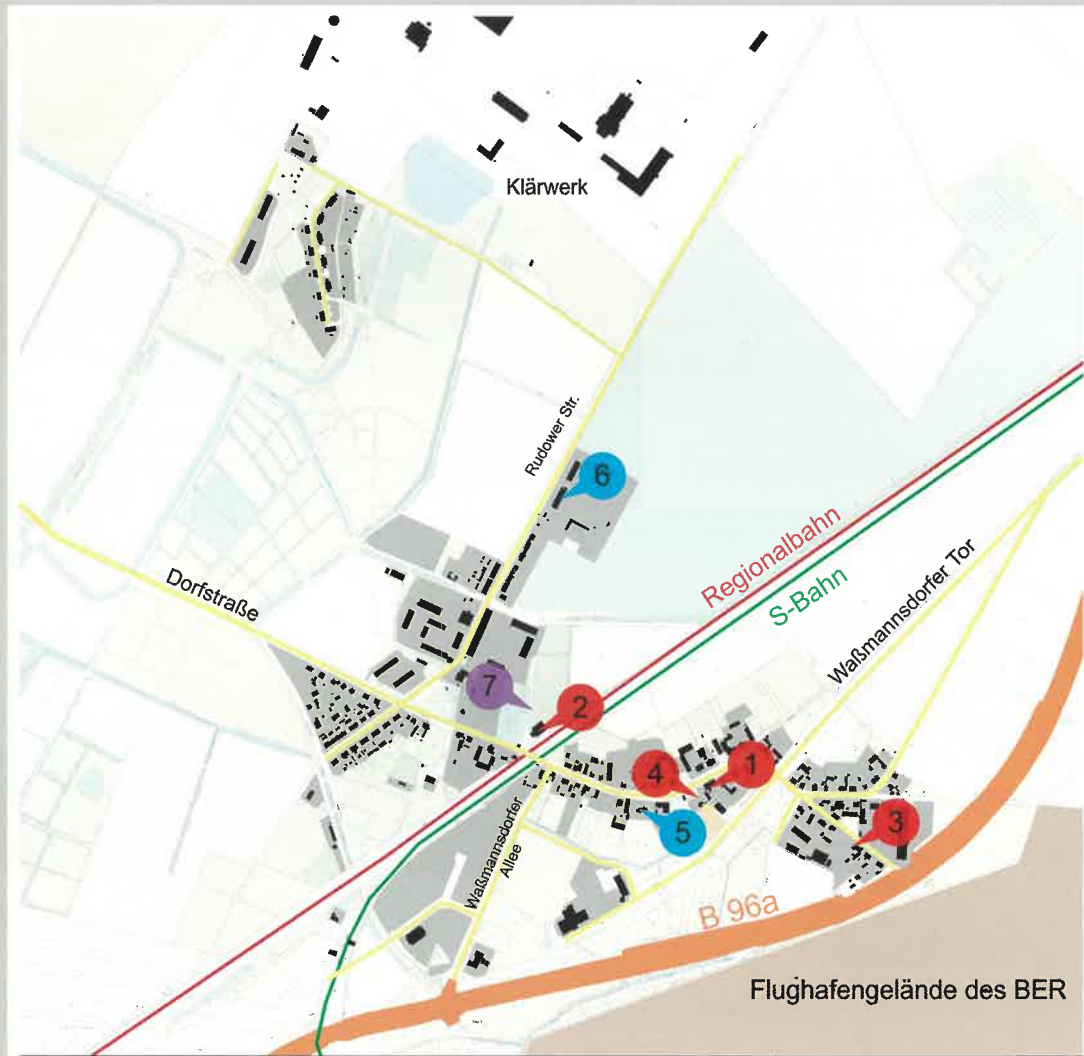 Klärwerk
Rudower Str.
6
Regionalbahn
S-Bahn
Waßmannsdorfer Tor
Dorfstraße
7
2
4
1
5
3
Waßmannsdorfer
Allee
B 96a
Flughafengelände des BER